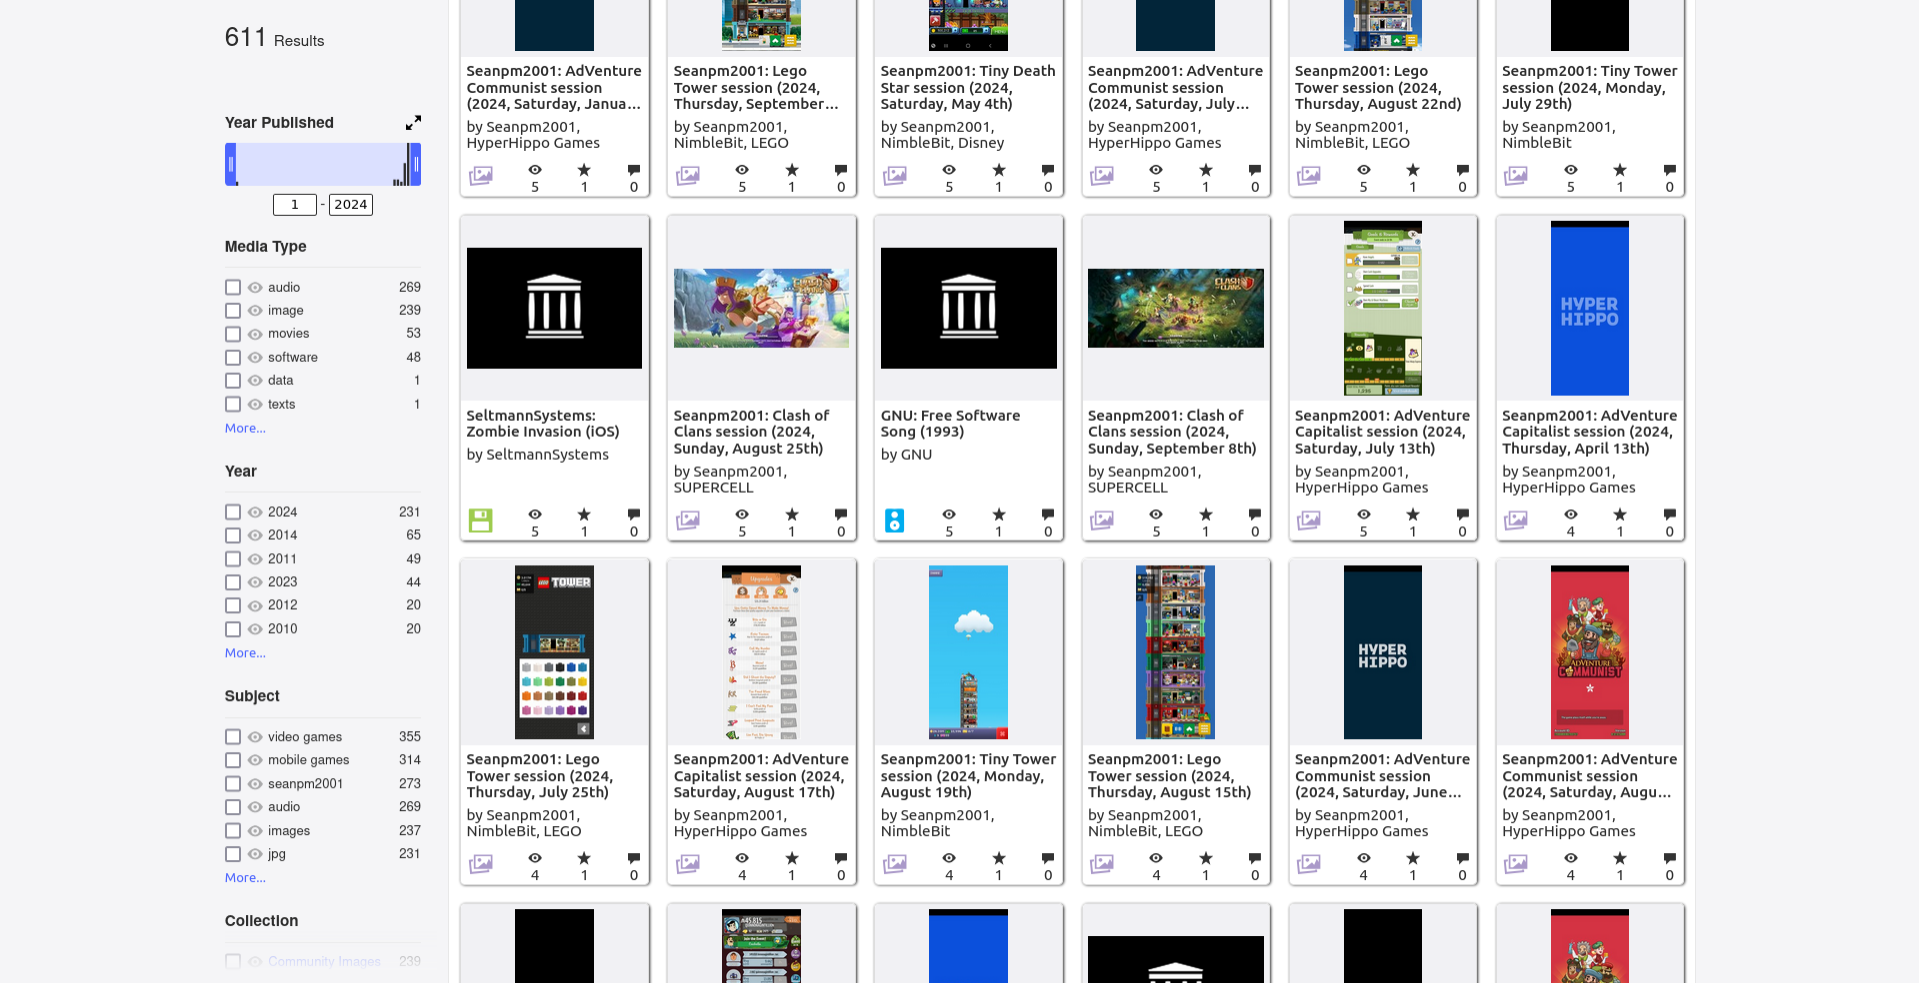 611 Results
Year Published
1 - 2024
Media Type
audio 269
image 239
movies 53
software 48
data 1
texts 1
More...
Year
2024 231
2014 65
2011 49
2023 44
2012 20
2010 20
More...
Subject
video games 355
mobile games 314
seanpm2001 273
audio 269
images 237
jpg 231
More...
Collection
Community Images 239
Seanpm2001: AdVenture
Communist session
(2024, Saturday, Janua...
by Seanpm2001,
HyperHippo Games
5 1 0
Seanpm2001: Lego
Tower session (2024,
Thursday, September...
by Seanpm2001,
NimbleBit, LEGO
5 1 0
Seanpm2001: Tiny Death
Star session (2024,
Saturday, May 4th)
by Seanpm2001,
NimbleBit, Disney
5 1 0
Seanpm2001: AdVenture
Communist session
(2024, Saturday, July...
by Seanpm2001,
HyperHippo Games
5 1 0
Seanpm2001: Lego
Tower session (2024,
Thursday, August 22nd)
by Seanpm2001,
NimbleBit, LEGO
5 1 0
Seanpm2001: Tiny Tower
session (2024, Monday,
July 29th)
by Seanpm2001,
NimbleBit
5 1 0
SeltmannSystems:
Zombie Invasion (iOS)
by SeltmannSystems
5 1 0
Seanpm2001: Clash of
Clans session (2024,
Sunday, August 25th)
by Seanpm2001,
SUPERCELL
5 1 0
GNU: Free Software
Song (1993)
by GNU
5 1 0
CLASH
OF
CLANS
Seanpm2001: Clash of
Clans session (2024,
Sunday, September 8th)
by Seanpm2001,
SUPERCELL
5 1 0
Seanpm2001: AdVenture
Capitalist session (2024,
Saturday, July 13th)
by Seanpm2001,
HyperHippo Games
5 1 0
HYPER
HIPPO
Seanpm2001: AdVenture
Capitalist session (2024,
Thursday, April 13th)
by Seanpm2001,
HyperHippo Games
4 1 0
LEGO TOWER
Seanpm2001: Lego
Tower session (2024,
Thursday, July 25th)
by Seanpm2001,
NimbleBit, LEGO
4 1 0
Upgrades
Seanpm2001: AdVenture
Capitalist session (2024,
Saturday, August 17th)
by Seanpm2001,
HyperHippo Games
4 1 0
Seanpm2001: Tiny Tower
session (2024, Monday,
August 19th)
by Seanpm2001,
NimbleBit
4 1 0
Seanpm2001: Lego
Tower session (2024,
Thursday, August 15th)
by Seanpm2001,
NimbleBit, LEGO
4 1 0
HYPER
HIPPO
Seanpm2001: AdVenture
Communist session
(2024, Saturday, June...
by Seanpm2001,
HyperHippo Games
4 1 0
ADVENTURE
COMMUNIST
Seanpm2001: AdVenture
Communist session
(2024, Saturday, Augu...
by Seanpm2001,
HyperHippo Games
4 1 0